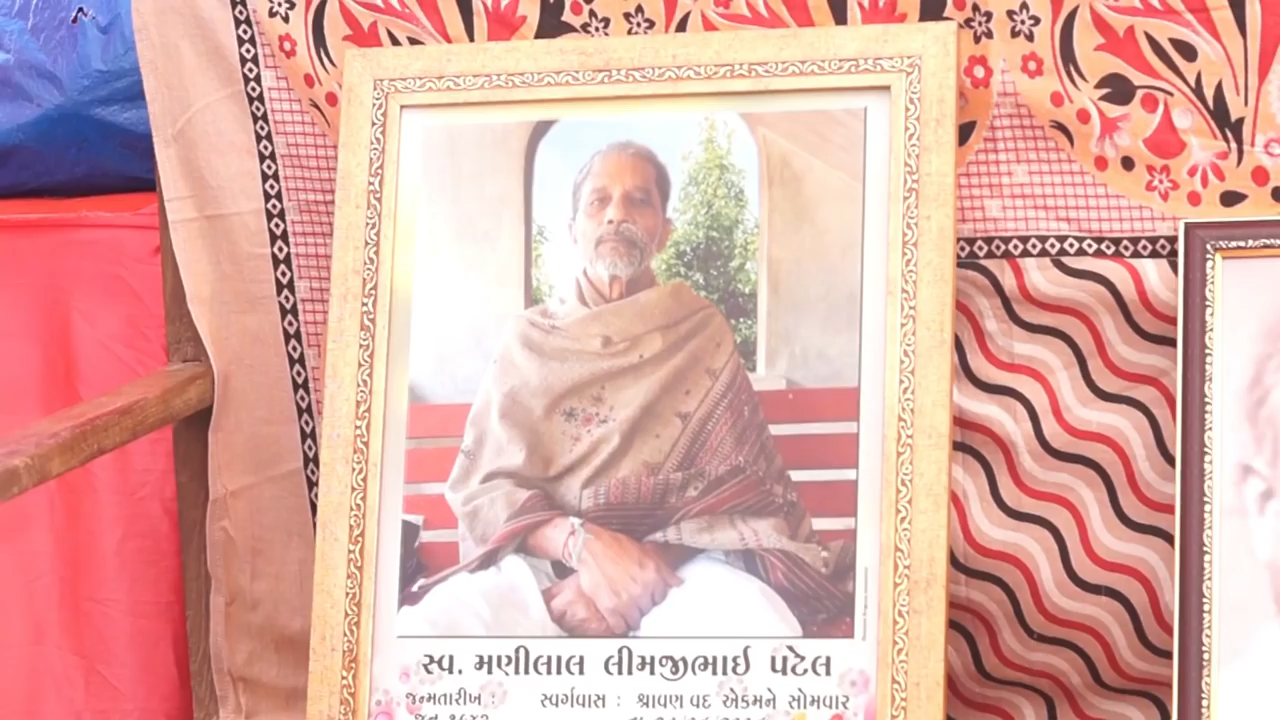 સ્વ. મણીલાલ લીમજીભાઈ પટેલ
જન્મતારીખ : સ્વર્ગવાસ : શ્રાવણ વદ એકમને સોમવાર